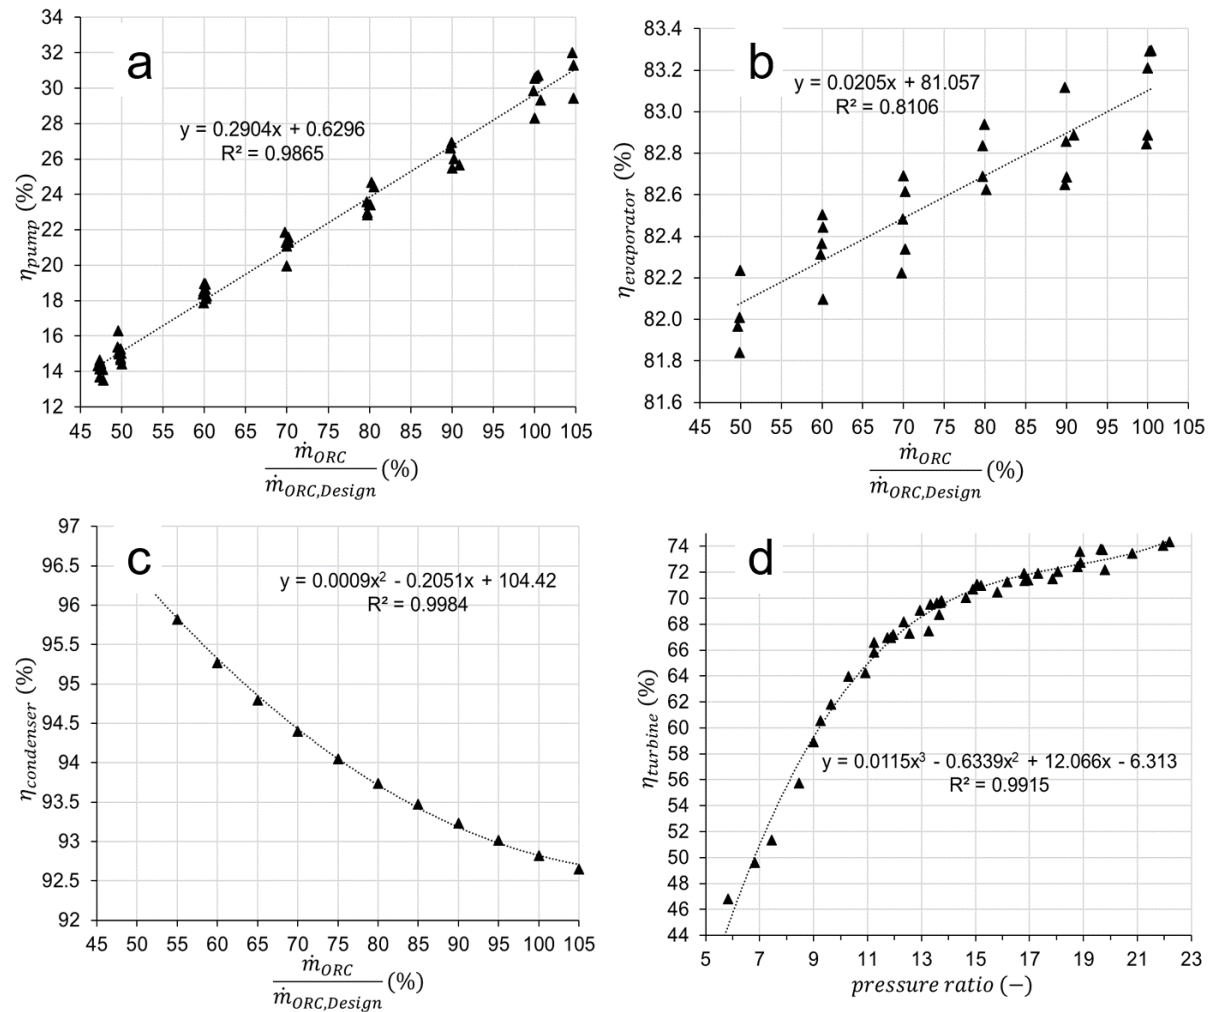 a
y = 0.2904x + 0.6296
R² = 0.9865
34
32
30
28
26
24
22
20
18
16
14
12
η_pump (%)
45 50 55 60 65 70 75 80 85 90 95 100 105
ṁ_ORC
ṁ_ORC,Design (%)
b
y = 0.0205x + 81.057
R² = 0.8106
83.4
83.2
83.0
82.8
82.6
82.4
82.2
82.0
81.8
81.6
η_evaporator (%)
45 50 55 60 65 70 75 80 85 90 95 100 105
ṁ_ORC
ṁ_ORC,Design (%)
c
y = 0.0009x² - 0.2051x + 104.42
R² = 0.9984
97
96.5
96
95.5
95
94.5
94
93.5
93
92.5
92
η_condenser (%)
45 50 55 60 65 70 75 80 85 90 95 100 105
ṁ_ORC
ṁ_ORC,Design (%)
d
y = 0.0115x³ - 0.6339x² + 12.066x - 6.313
R² = 0.9915
74
72
70
68
66
64
62
60
58
56
54
52
50
48
46
44
η_turbine (%)
5 7 9 11 13 15 17 19 21 23
pressure ratio (−)